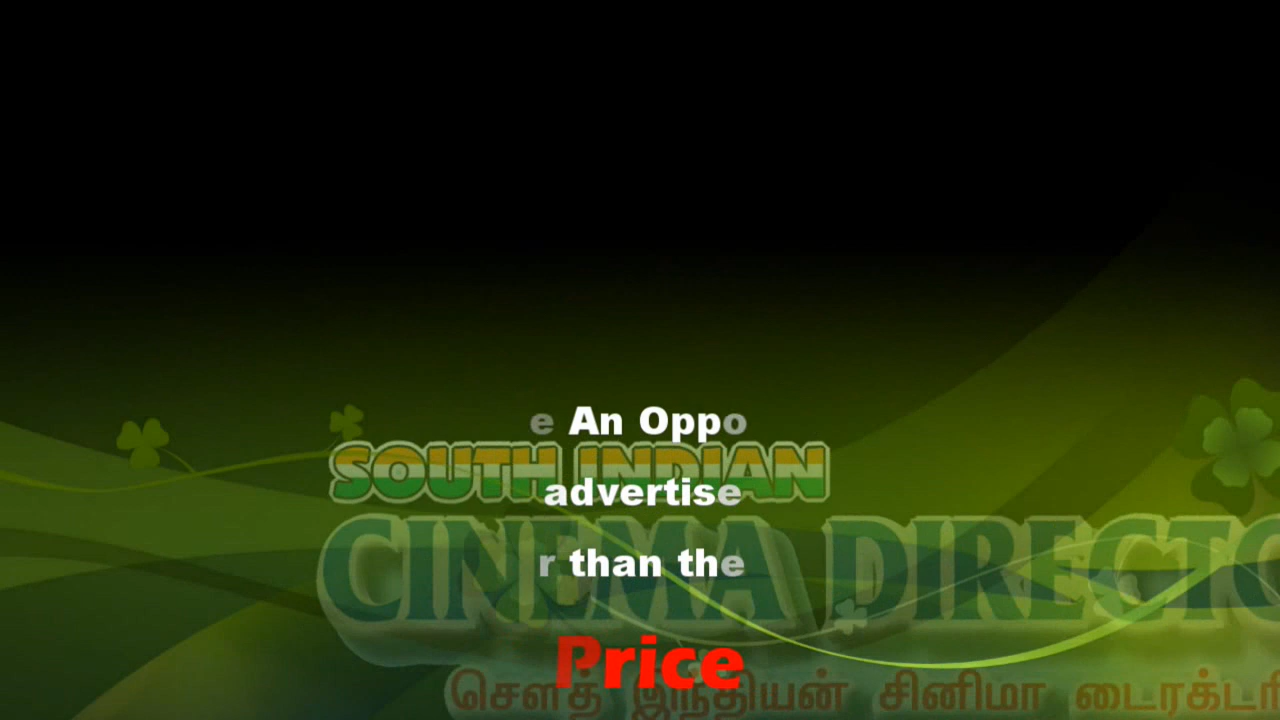 e An Oppo
SOUTH INDIAN
advertise
CINEMA DIRECTO
r than the
Price
சௌத் இந்தியன் சினிமா டைரக்டரி